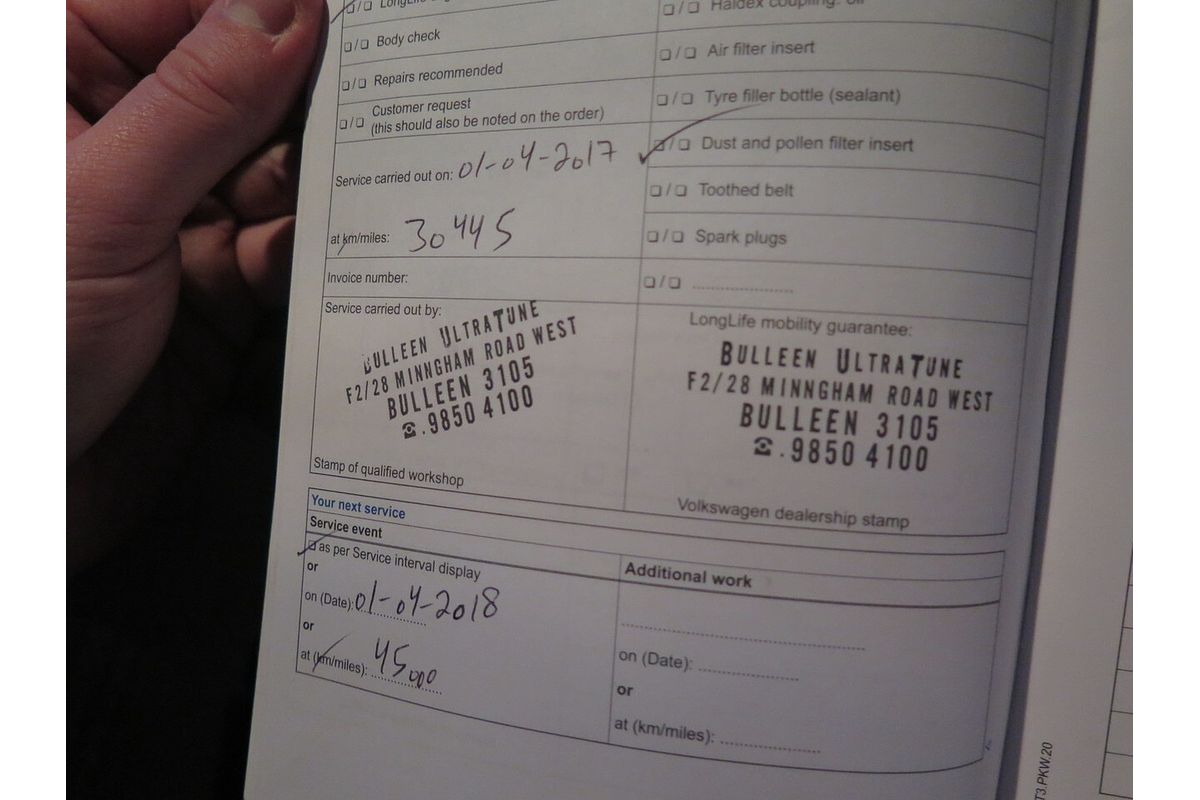 ❏/❏ Body check
❏/❏ Repairs recommended
❏/❏ Customer request
(this should also be noted on the order)
Service carried out on: 01-04-2017
at km/miles: 30445
Invoice number:
Service carried out by:
BULLEEN ULTRATUNE
F2/28 MINNGHAM ROAD WEST
BULLEEN 3105
☎.9850 4100
Stamp of qualified workshop
❏/❏ Haldex coupling: oil
❏/❏ Air filter insert
❏/❏ Tyre filler bottle (sealant)
❏/❏ Dust and pollen filter insert
❏/❏ Toothed belt
❏/❏ Spark plugs
❏/❏ ....................
LongLife mobility guarantee:
BULLEEN ULTRATUNE
F2/28 MINNGHAM ROAD WEST
BULLEEN 3105
☎.9850 4100
Volkswagen dealership stamp
Your next service
Service event
❏ as per Service interval display
or
on (Date): 01-04-2018
or
at (km/miles): 45000
Additional work
on (Date): ....................
or
at (km/miles): ....................
T3.PKW.20